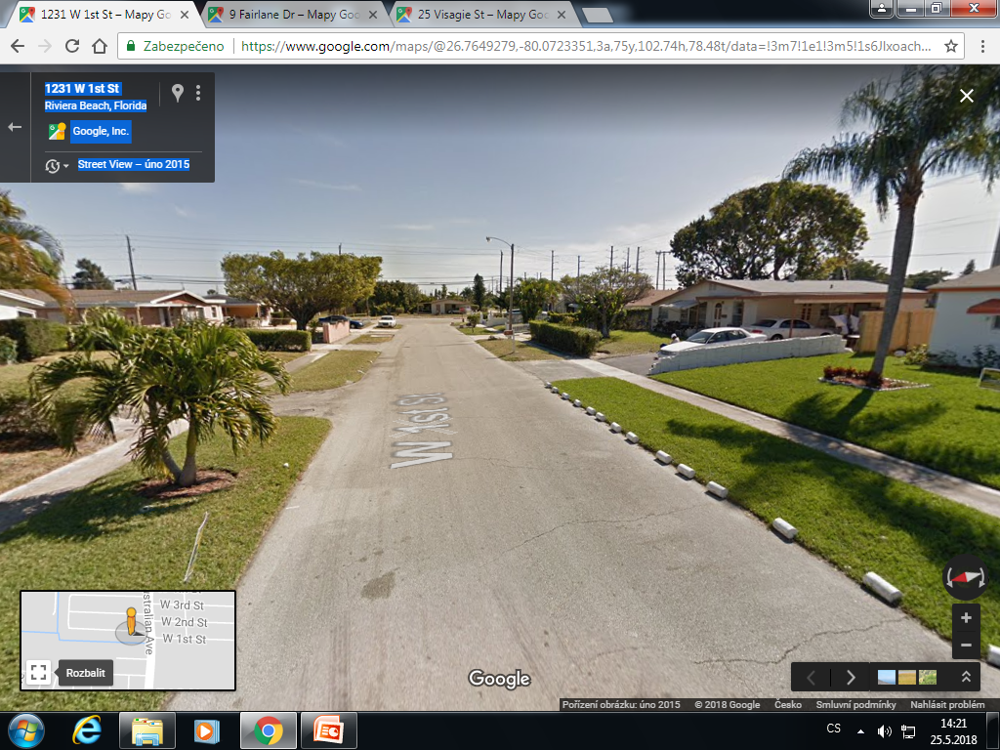 1231 W 1st St – Mapy Go
9 Fairlane Dr – Mapy Goo
25 Visagie St – Mapy Goo
Zabezpečeno
https://www.google.com/maps/@26.7649279,-80.0723351,3a,75y,102.74h,78.48t/data=!3m7!1e1!3m5!1s6JIxoach...
1231 W 1st St
Riviera Beach, Florida
Google, Inc.
Street View – úno 2015
W 1st St
W 3rd St
W 2nd St
W 1st St
stralian Ave
Rozbalit
Google
Pořízení obrázku: úno 2015 © 2018 Google Česko Smluvní podmínky Nahlásit problém
CS
14:21
25.5.2018